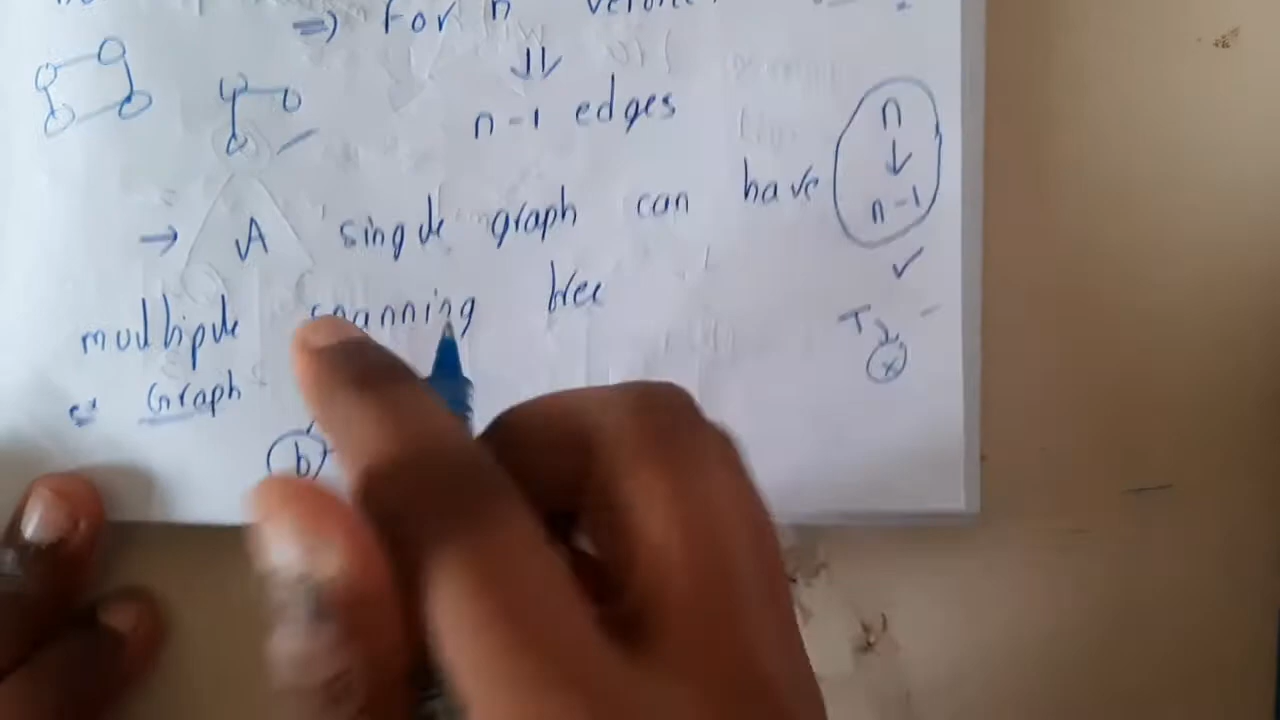 => For n
n-1 edges
n
↓
n-1
→ A single graph can have
multiple spanning tree
T
x
Graph
b